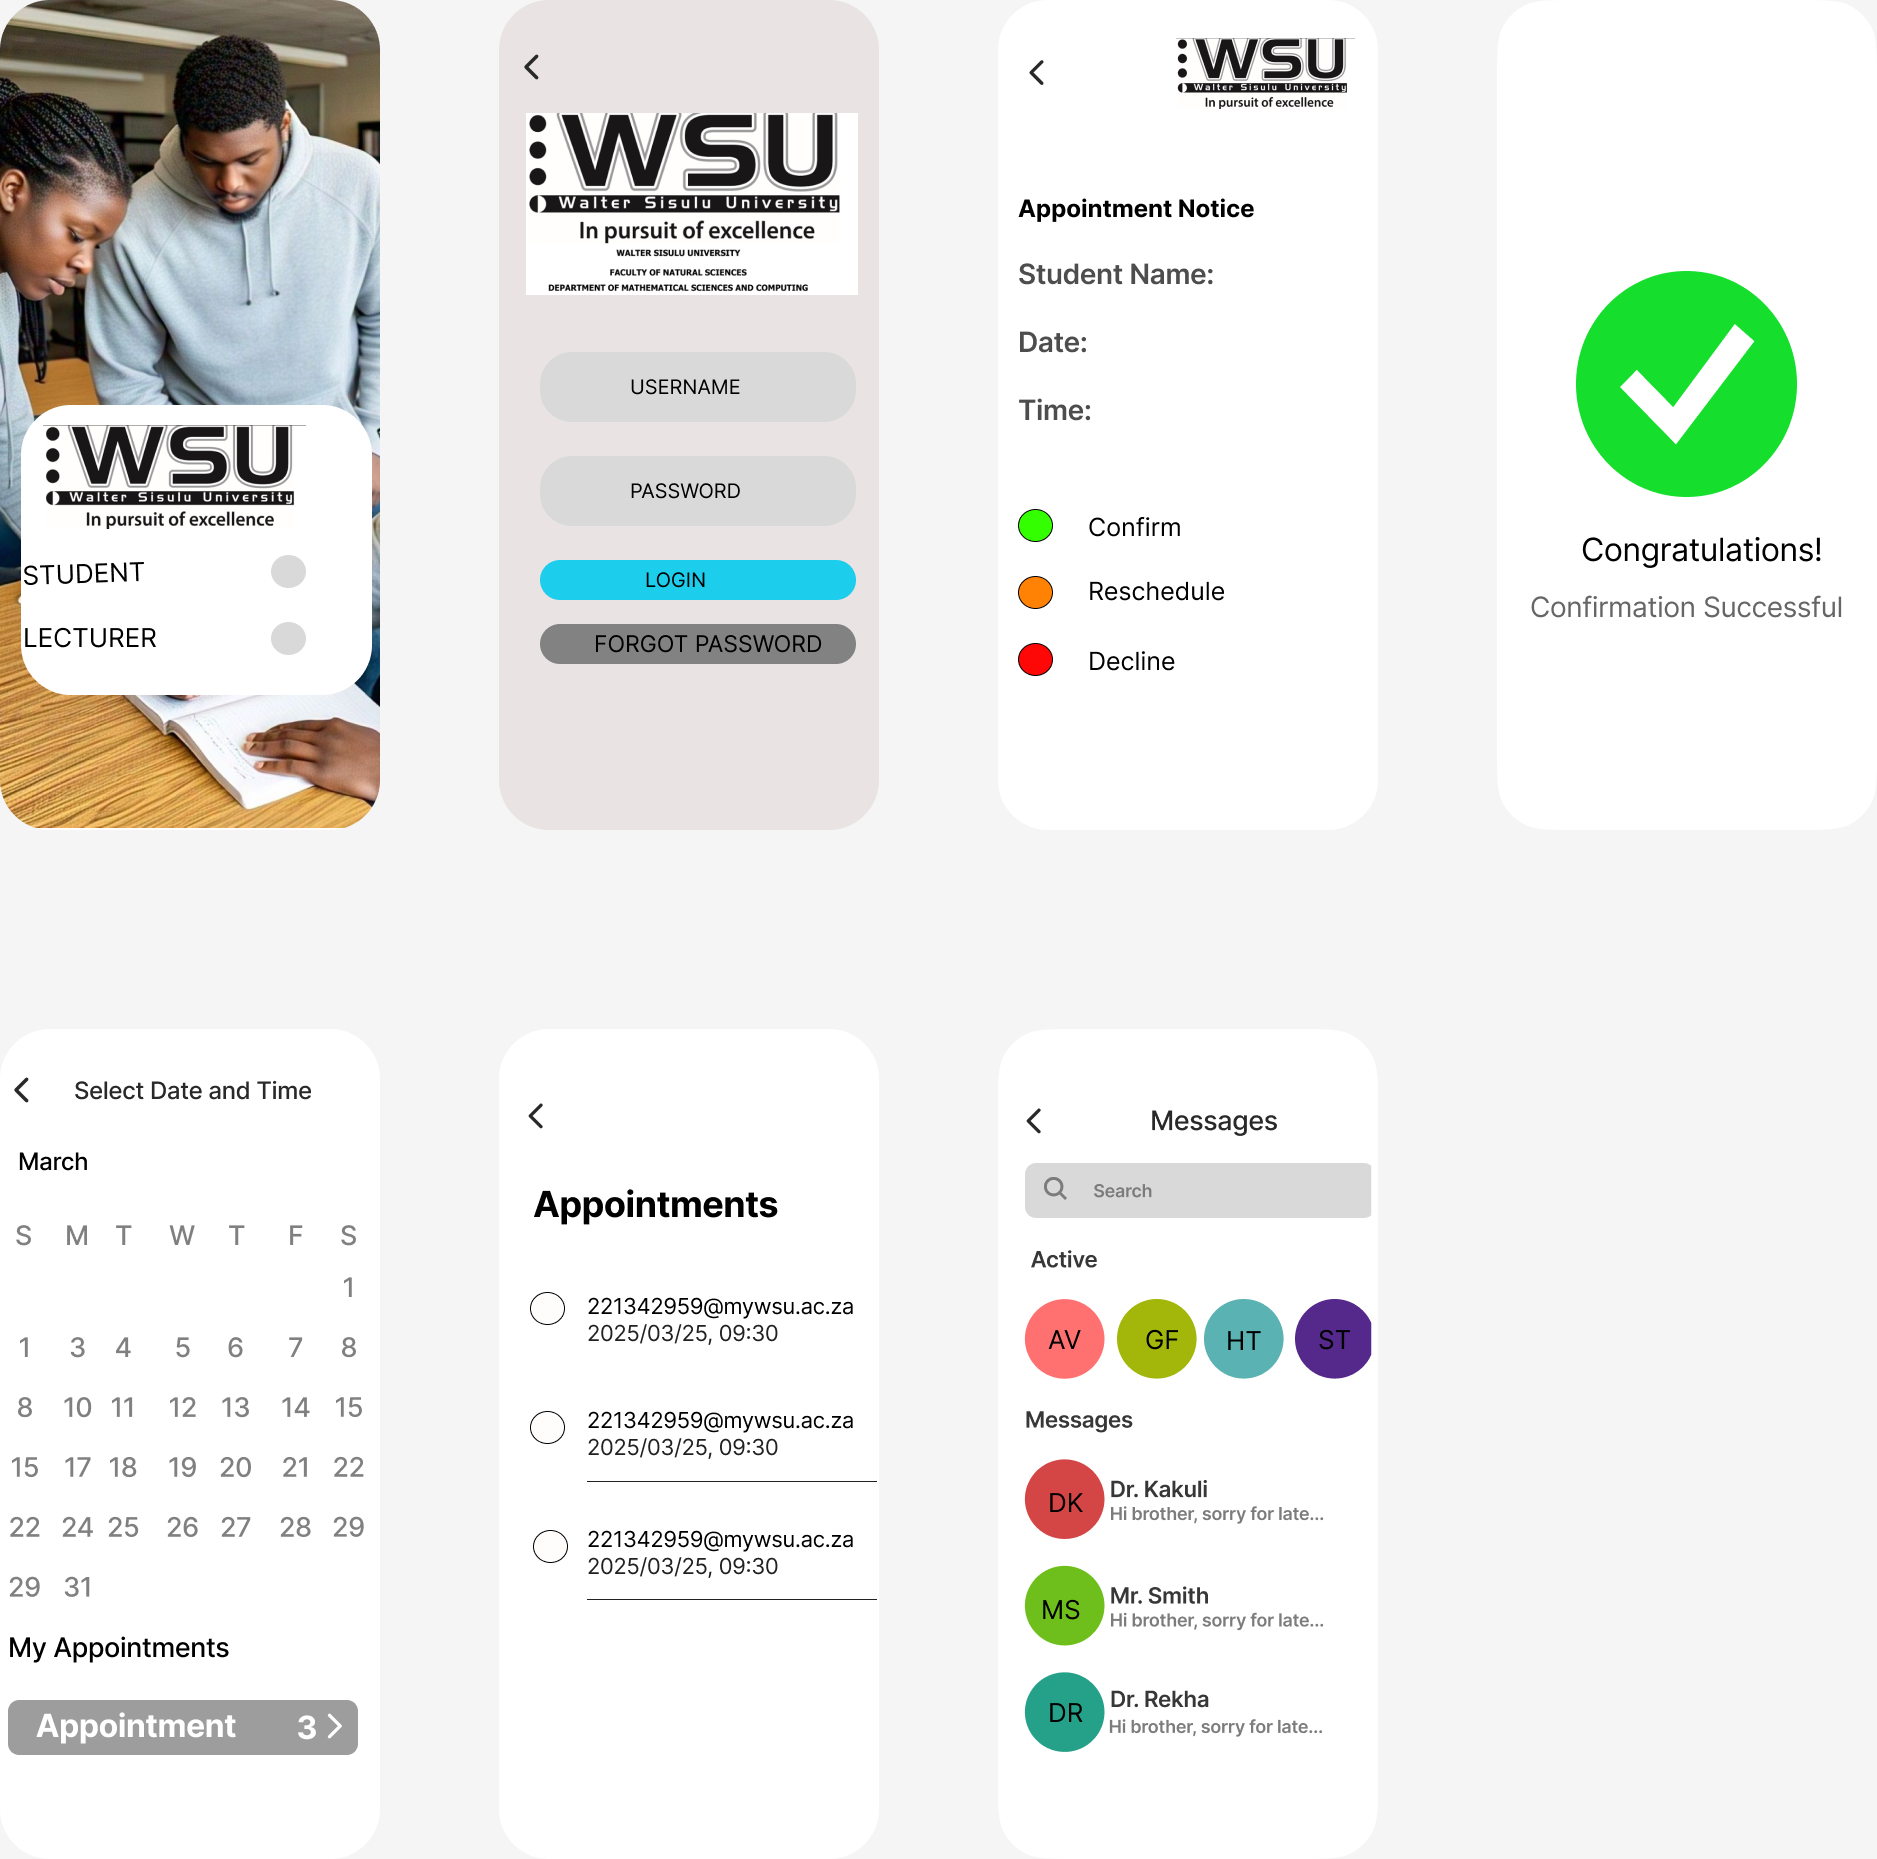 WSU
Walter Sisulu University
In pursuit of excellence
STUDENT
LECTURER
WSU
Walter Sisulu University
In pursuit of excellence
WALTER SISULU UNIVERSITY
FACULTY OF NATURAL SCIENCES
DEPARTMENT OF MATHEMATICAL SCIENCES AND COMPUTING
USERNAME
PASSWORD
LOGIN
FORGOT PASSWORD
WSU
Walter Sisulu University
In pursuit of excellence
Appointment Notice
Student Name:
Date:
Time:
Confirm
Reschedule
Decline
Congratulations!
Confirmation Successful
Select Date and Time
March
S M T W T F S
1
1 3 4 5 6 7 8
8 10 11 12 13 14 15
15 17 18 19 20 21 22
22 24 25 26 27 28 29
29 31
My Appointments
Appointment 3
Appointments
221342959@mywsu.ac.za
2025/03/25, 09:30
221342959@mywsu.ac.za
2025/03/25, 09:30
221342959@mywsu.ac.za
2025/03/25, 09:30
Messages
Search
Active
AV GF HT ST
Messages
DK Dr. Kakuli
Hi brother, sorry for late...
MS Mr. Smith
Hi brother, sorry for late...
DR Dr. Rekha
Hi brother, sorry for late...